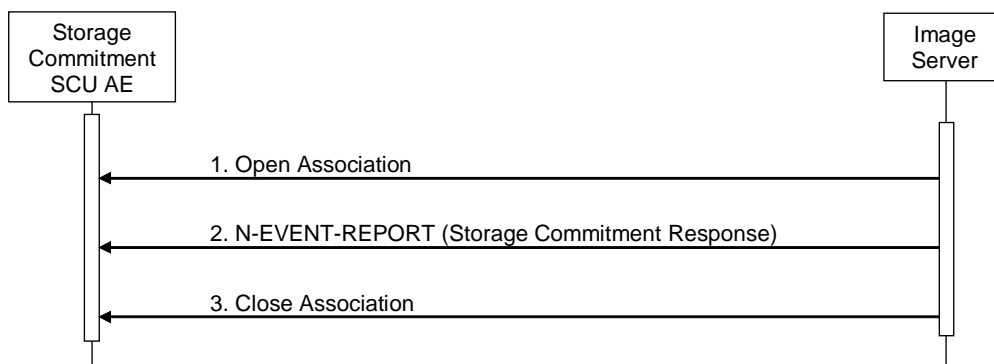 Storage
Commitment
SCU AE
Image
Server
1. Open Association
2. N-EVENT-REPORT (Storage Commitment Response)
3. Close Association